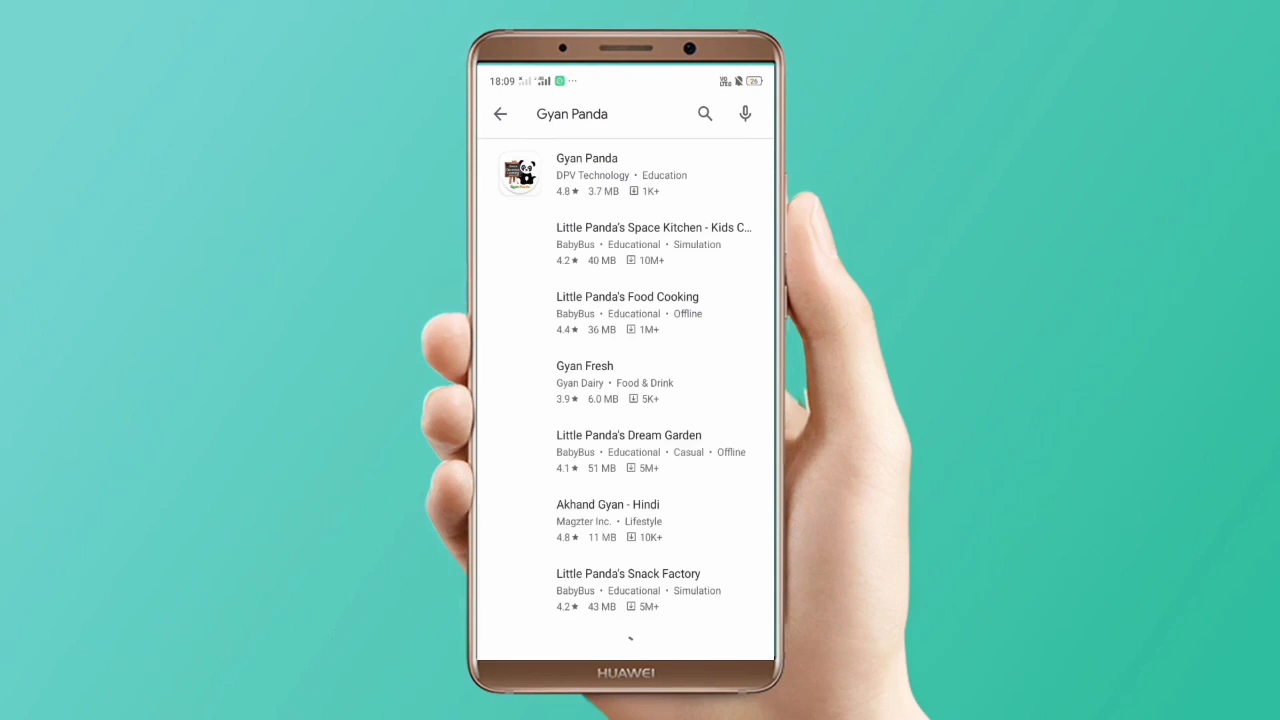 18:09 ... VO LTE 26
Gyan Panda
Gyan Panda
DPV Technology • Education
4.8★ 3.7 MB 1K+
Little Panda's Space Kitchen - Kids C...
BabyBus • Educational • Simulation
4.2★ 40 MB 10M+
Little Panda's Food Cooking
BabyBus • Educational • Offline
4.4★ 36 MB 1M+
Gyan Fresh
Gyan Dairy • Food & Drink
3.9★ 6.0 MB 5K+
Little Panda's Dream Garden
BabyBus • Educational • Casual • Offline
4.1★ 51 MB 5M+
Akhand Gyan - Hindi
Magzter Inc. • Lifestyle
4.8★ 11 MB 10K+
Little Panda's Snack Factory
BabyBus • Educational • Simulation
4.2★ 43 MB 5M+
HUAWEI